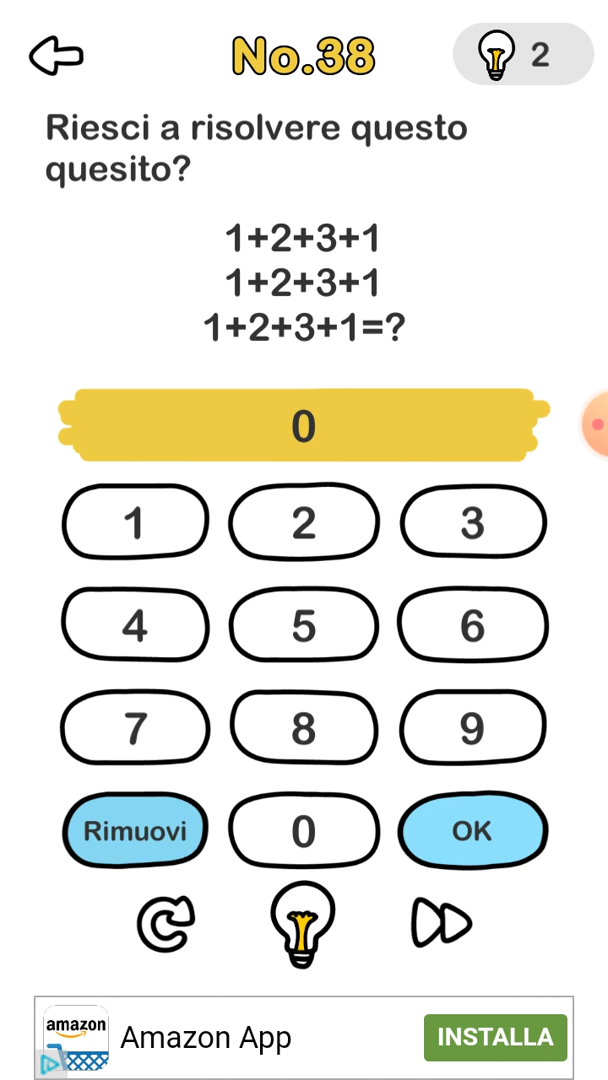 No.38
2
Riesci a risolvere questo
quesito?
1+2+3+1
1+2+3+1
1+2+3+1=?
0
1 2 3
4 5 6
7 8 9
Rimuovi 0 OK
amazon
Amazon App
INSTALLA